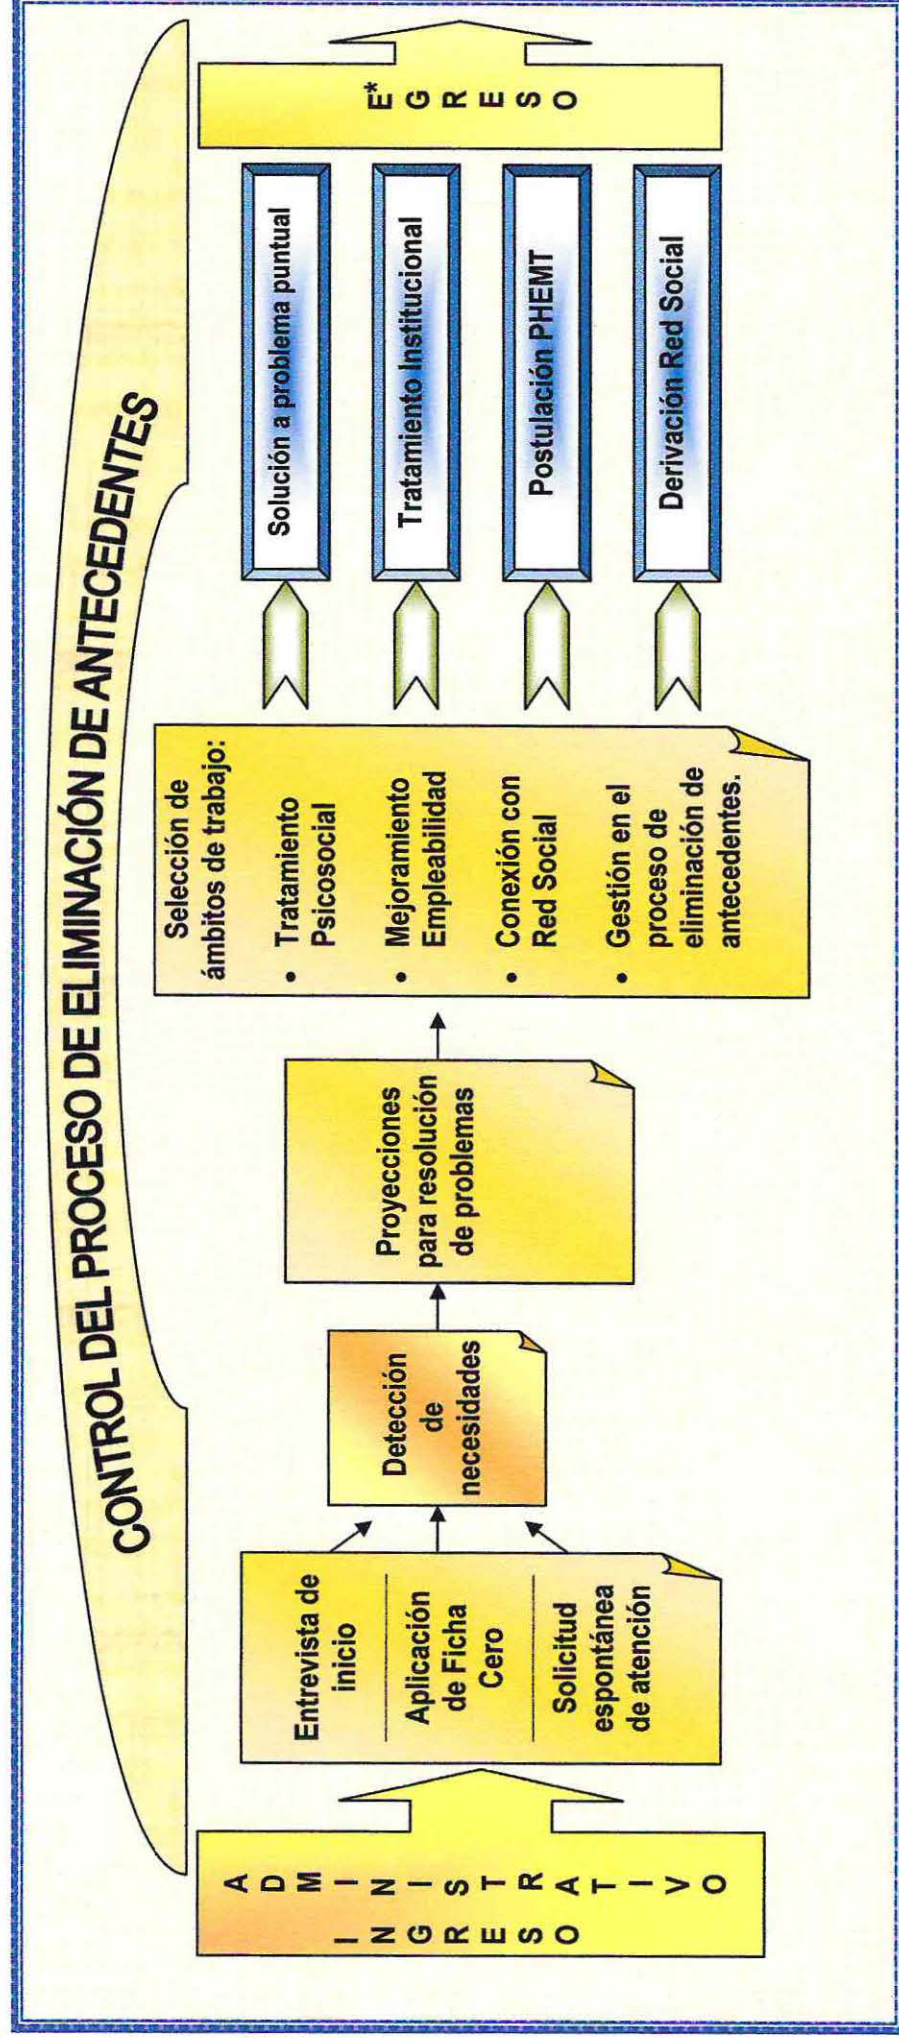 CONTROL DEL PROCESO DE ELIMINACIÓN DE ANTECEDENTES
INGRESO
ADMINISTRATIVO
Entrevista de
inicio
Aplicación
de Ficha
Cero
Solicitud
espontánea
de atención
Detección
de
necesidades
Proyecciones
para resolución
de problemas
Selección de
ámbitos de trabajo:
• Tratamiento
Psicosocial
• Mejoramiento
Empleabilidad
• Conexión con
Red Social
• Gestión en el
proceso de
eliminación de
antecedentes.
Solución a problema puntual
Tratamiento Institucional
Postulación PHEMT
Derivación Red Social
E*GRESO